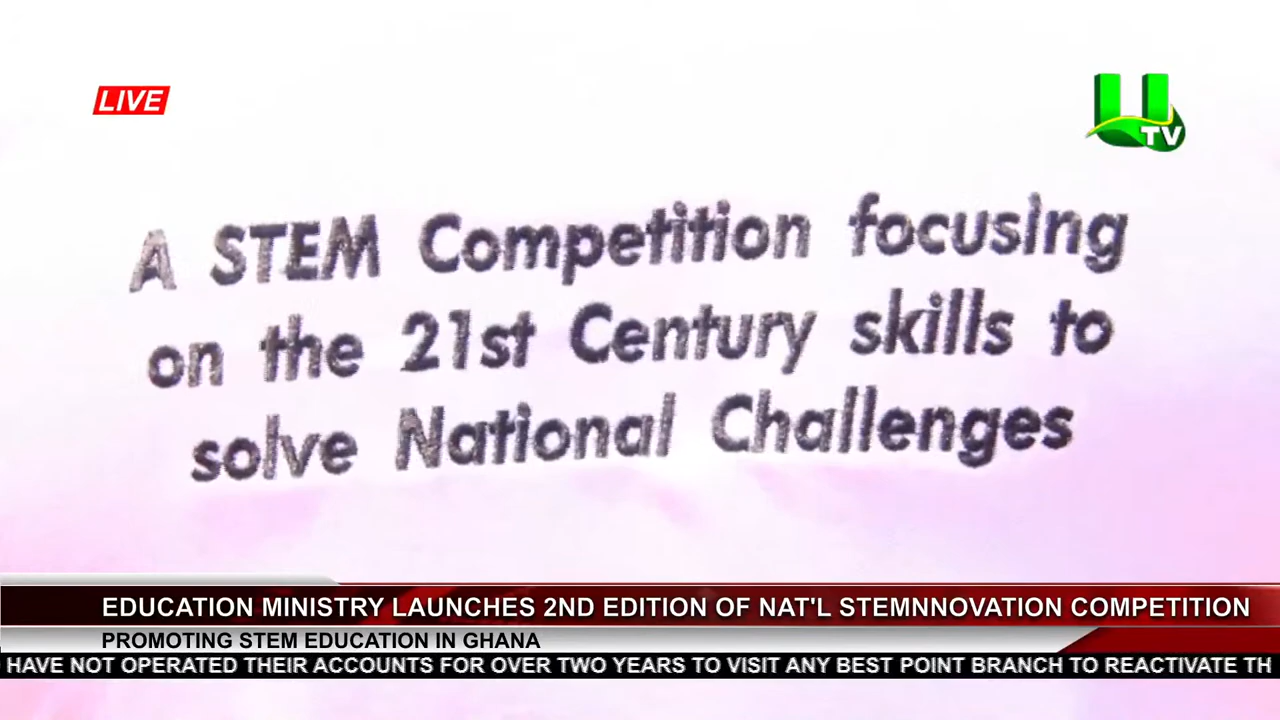 LIVE
U
TV
A STEM Competition focusing
on the 21st Century skills to
solve National Challenges
EDUCATION MINISTRY LAUNCHES 2ND EDITION OF NAT'L STEMNNOVATION COMPETITION
PROMOTING STEM EDUCATION IN GHANA
HAVE NOT OPERATED THEIR ACCOUNTS FOR OVER TWO YEARS TO VISIT ANY BEST POINT BRANCH TO REACTIVATE TH